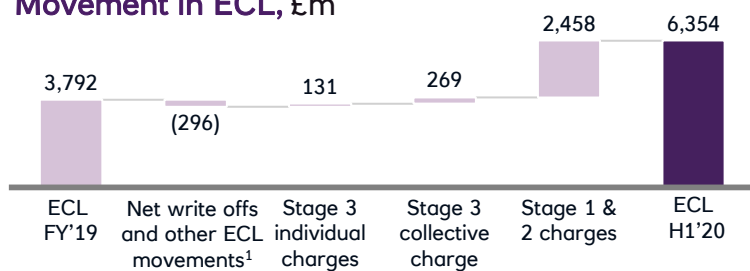 Movement in ECL, £m
3,792
(296)
131
269
2,458
6,354
ECL
FY'19
Net write offs
and other ECL
movements¹
Stage 3
individual
charges
Stage 3
collective
charge
Stage 1 &
2 charges
ECL
H1'20